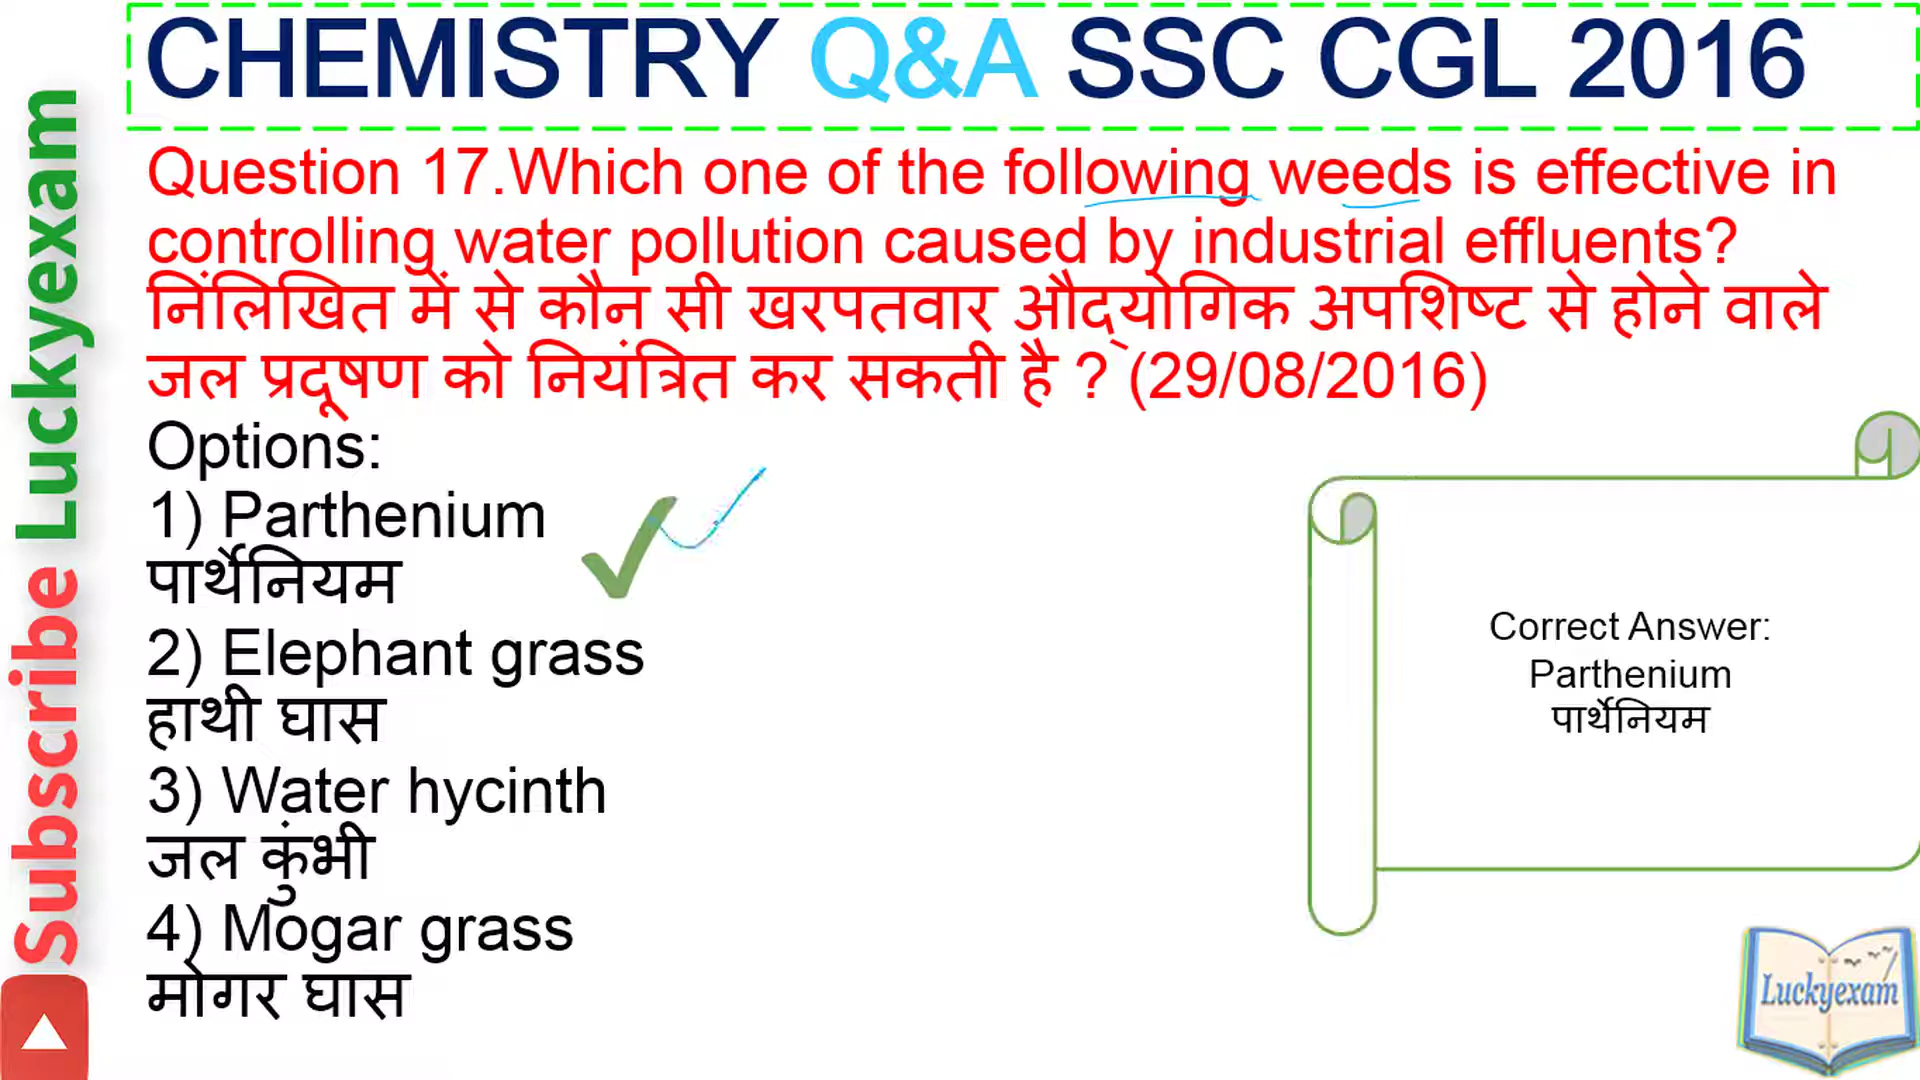 CHEMISTRY Q&A SSC CGL 2016
Question 17.Which one of the following weeds is effective in
controlling water pollution caused by industrial effluents?
निंलिखित में से कौन सी खरपतवार औद्योगिक अपशिष्ट से होने वाले
जल प्रदूषण को नियंत्रित कर सकती है ? (29/08/2016)
Options:
1) Parthenium
पार्थेनियम
2) Elephant grass
हाथी घास
3) Water hycinth
जल कुंभी
4) Mogar grass
मोगर घास
Correct Answer:
Parthenium
पार्थेनियम
Subscribe Luckyexam
Luckyexam